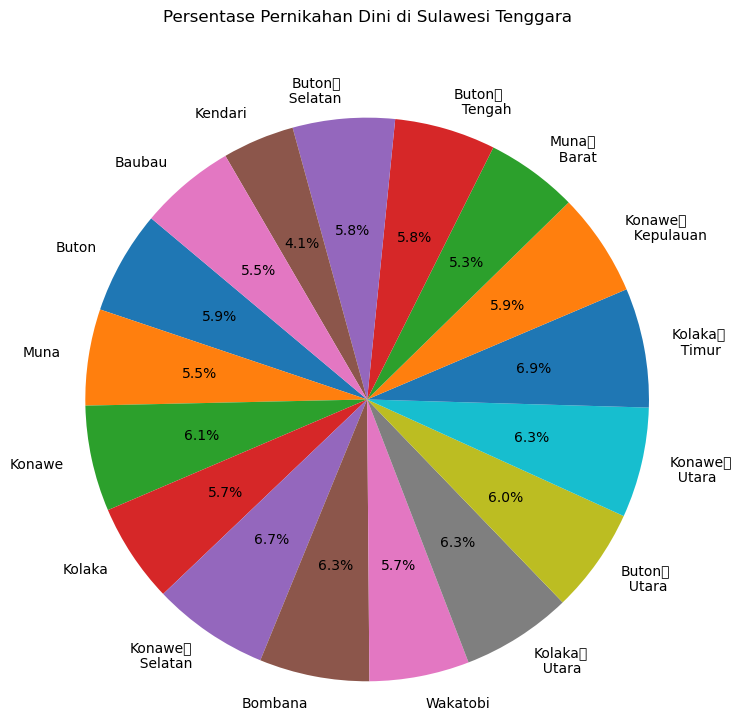 Persentase Pernikahan Dini di Sulawesi Tenggara
Buton
Selatan
Buton
Tengah
Kendari
Muna
Barat
Baubau
Konawe
Kepulauan
Buton
Kolaka
Timur
Muna
Konawe
Utara
Konawe
Kolaka
Buton
Utara
Konawe
Selatan
Kolaka
Utara
Bombana
Wakatobi
5.8%
5.8%
4.1%
5.3%
5.5%
5.9%
5.9%
6.9%
5.5%
6.3%
6.1%
5.7%
6.0%
6.7%
6.3%
6.3%
5.7%